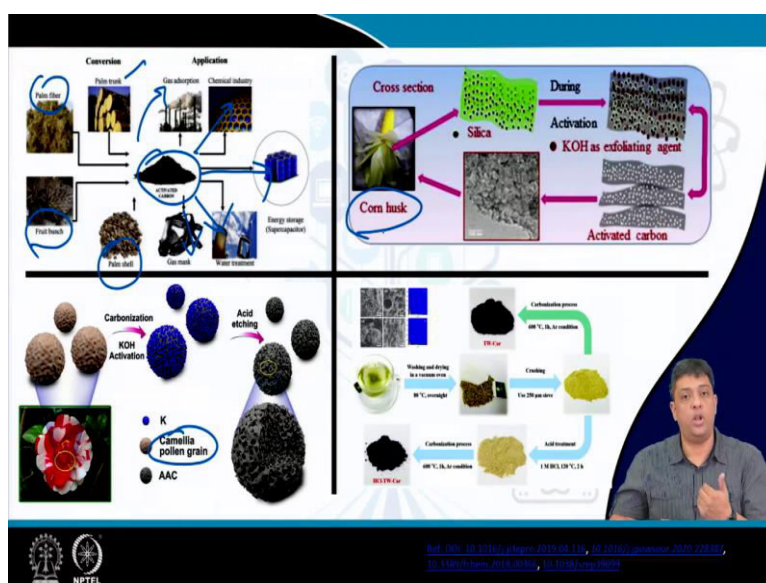 Conversion
Application
Palm trunk
Gas adsorption
Chemical industry
Palm fiber
ACTIVATED
CARBON
Energy storage
(Supercapacitor)
Fruit bunch
Palm shell
Gas mask
Water treatment
Cross section
During
Silica
Activation
KOH as exfoliating agent
Corn husk
Activated carbon
Carbonization
KOH
Activation
Acid
etching
K
Camellia
pollen grain
AAC
Carbonization process
600 °C, 1h, Ar condition
TW-Car
Washing and drying
in a vacuum oven
80 °C, overnight
Crushing
Use 250 μm sieve
Carbonization process
600 °C, 1h, Ar condition
Acid treatment
1 M HCl, 120 °C, 2 h
HCl-TW-Car
NPTEL
Ref: DOI: